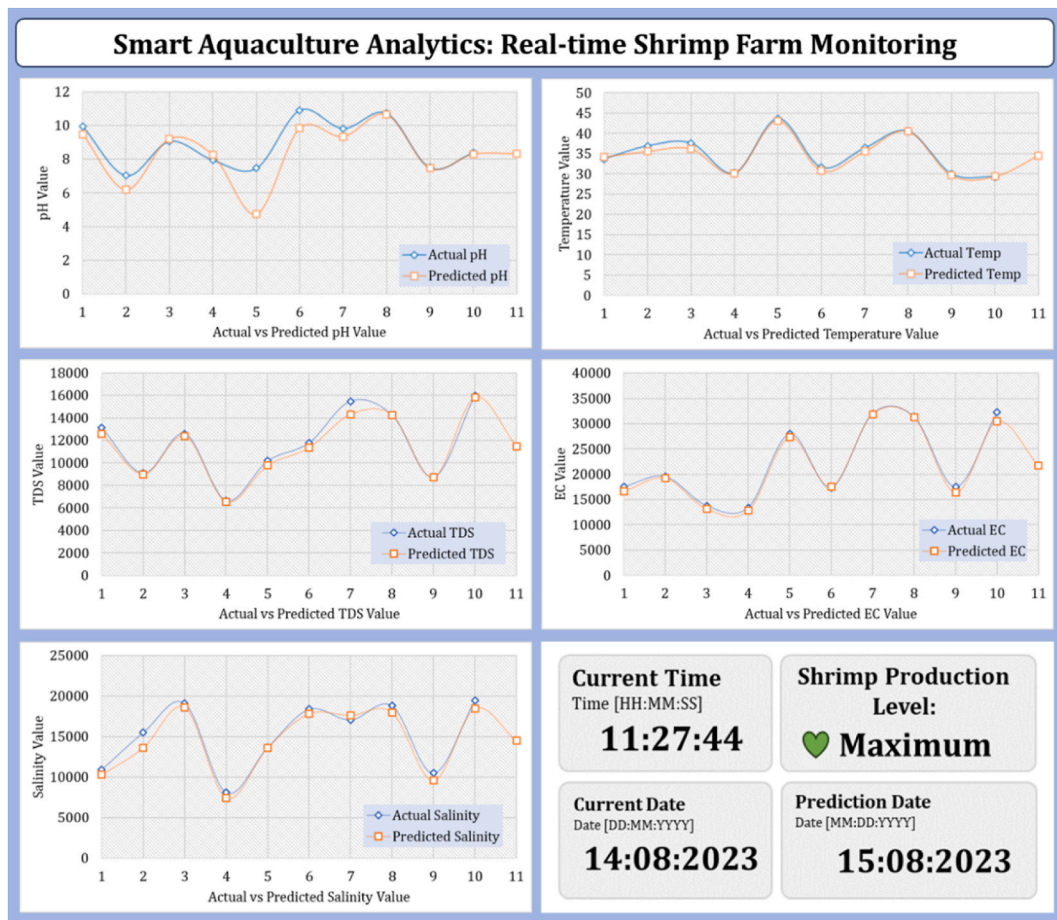 Smart Aquaculture Analytics: Real-time Shrimp Farm Monitoring
12
10
8
6
4
2
0
pH Value
Actual pH
Predicted pH
1 2 3 4 5 6 7 8 9 10 11
Actual vs Predicted pH Value
50
45
40
35
30
25
20
15
10
5
0
Temperature Value
Actual Temp
Predicted Temp
1 2 3 4 5 6 7 8 9 10 11
Actual vs Predicted Temperature Value
18000
16000
14000
12000
10000
8000
6000
4000
2000
0
TDS Value
Actual TDS
Predicted TDS
1 2 3 4 5 6 7 8 9 10 11
Actual vs Predicted TDS Value
40000
35000
30000
25000
20000
15000
10000
5000
0
EC Value
Actual EC
Predicted EC
1 2 3 4 5 6 7 8 9 10 11
Actual vs Predicted EC Value
25000
20000
15000
10000
5000
0
Salinity Value
Actual Salinity
Predicted Salinity
1 2 3 4 5 6 7 8 9 10 11
Actual vs Predicted Salinity Value
Current Time
Time [HH:MM:SS]
11:27:44
Shrimp Production
Level:
Maximum
Current Date
Date [DD:MM:YYYY]
14:08:2023
Prediction Date
Date [MM:DD:YYYY]
15:08:2023